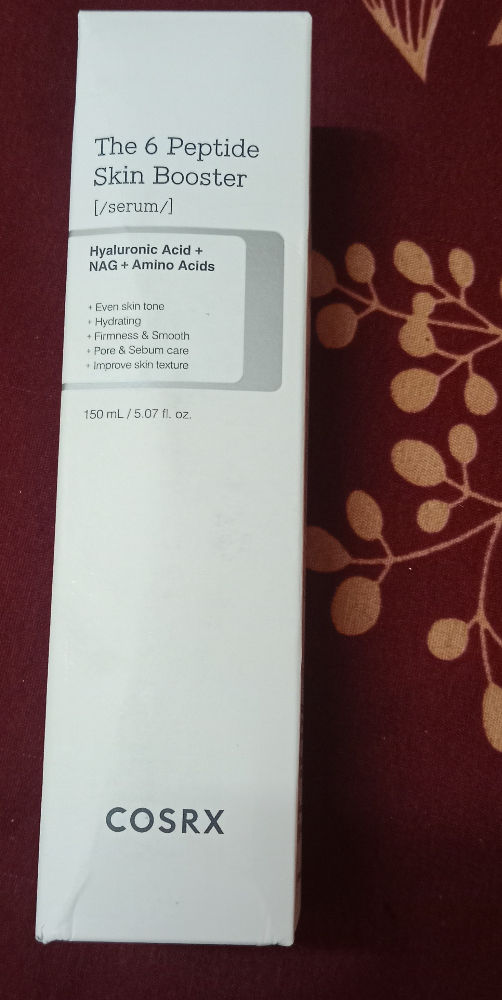 The 6 Peptide
Skin Booster
[/serum/]
Hyaluronic Acid +
NAG + Amino Acids
+ Even skin tone
+ Hydrating
+ Firmness & Smooth
+ Pore & Sebum care
+ Improve skin texture
150 mL / 5.07 fl. oz.
COSRX